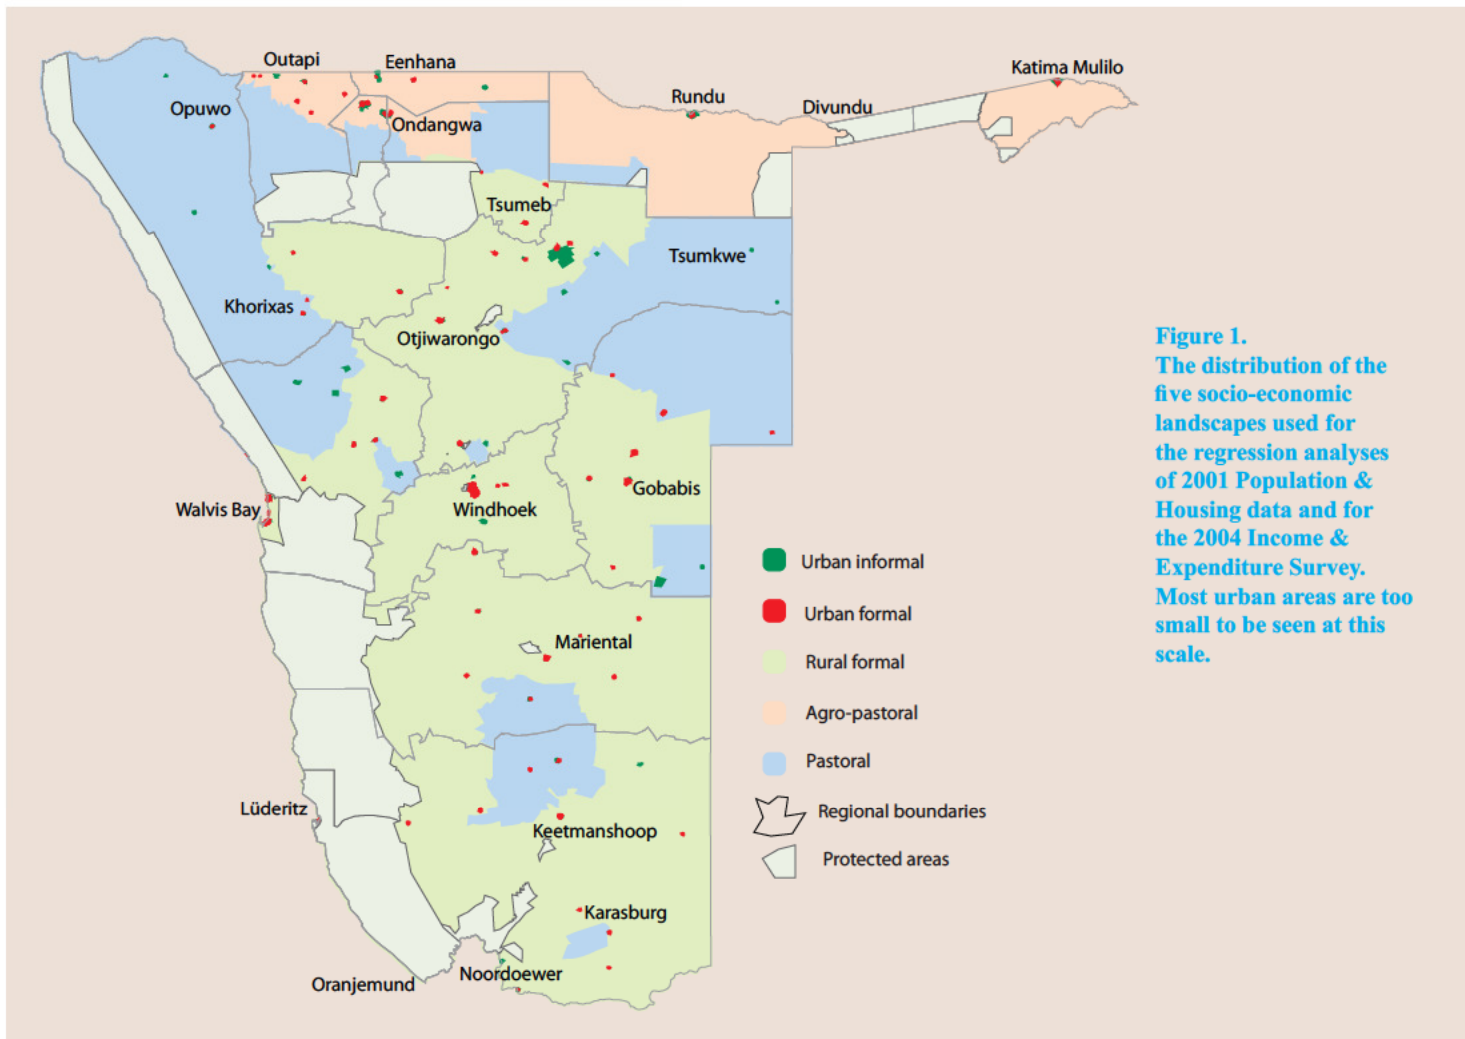 Outapi
Eenhana
Katima Mulilo
Opuwo
Rundu
Divundu
Ondangwa
Tsumeb
Tsumkwe
Khorixas
Otjiwarongo
Walvis Bay
Windhoek
Gobabis
Mariental
Lüderitz
Keetmanshoop
Karasburg
Noordoewer
Oranjemund
Urban informal
Urban formal
Rural formal
Agro-pastoral
Pastoral
Regional boundaries
Protected areas
Figure 1.
The distribution of the
five socio-economic
landscapes used for
the regression analyses
of 2001 Population &
Housing data and for
the 2004 Income &
Expenditure Survey.
Most urban areas are too
small to be seen at this
scale.